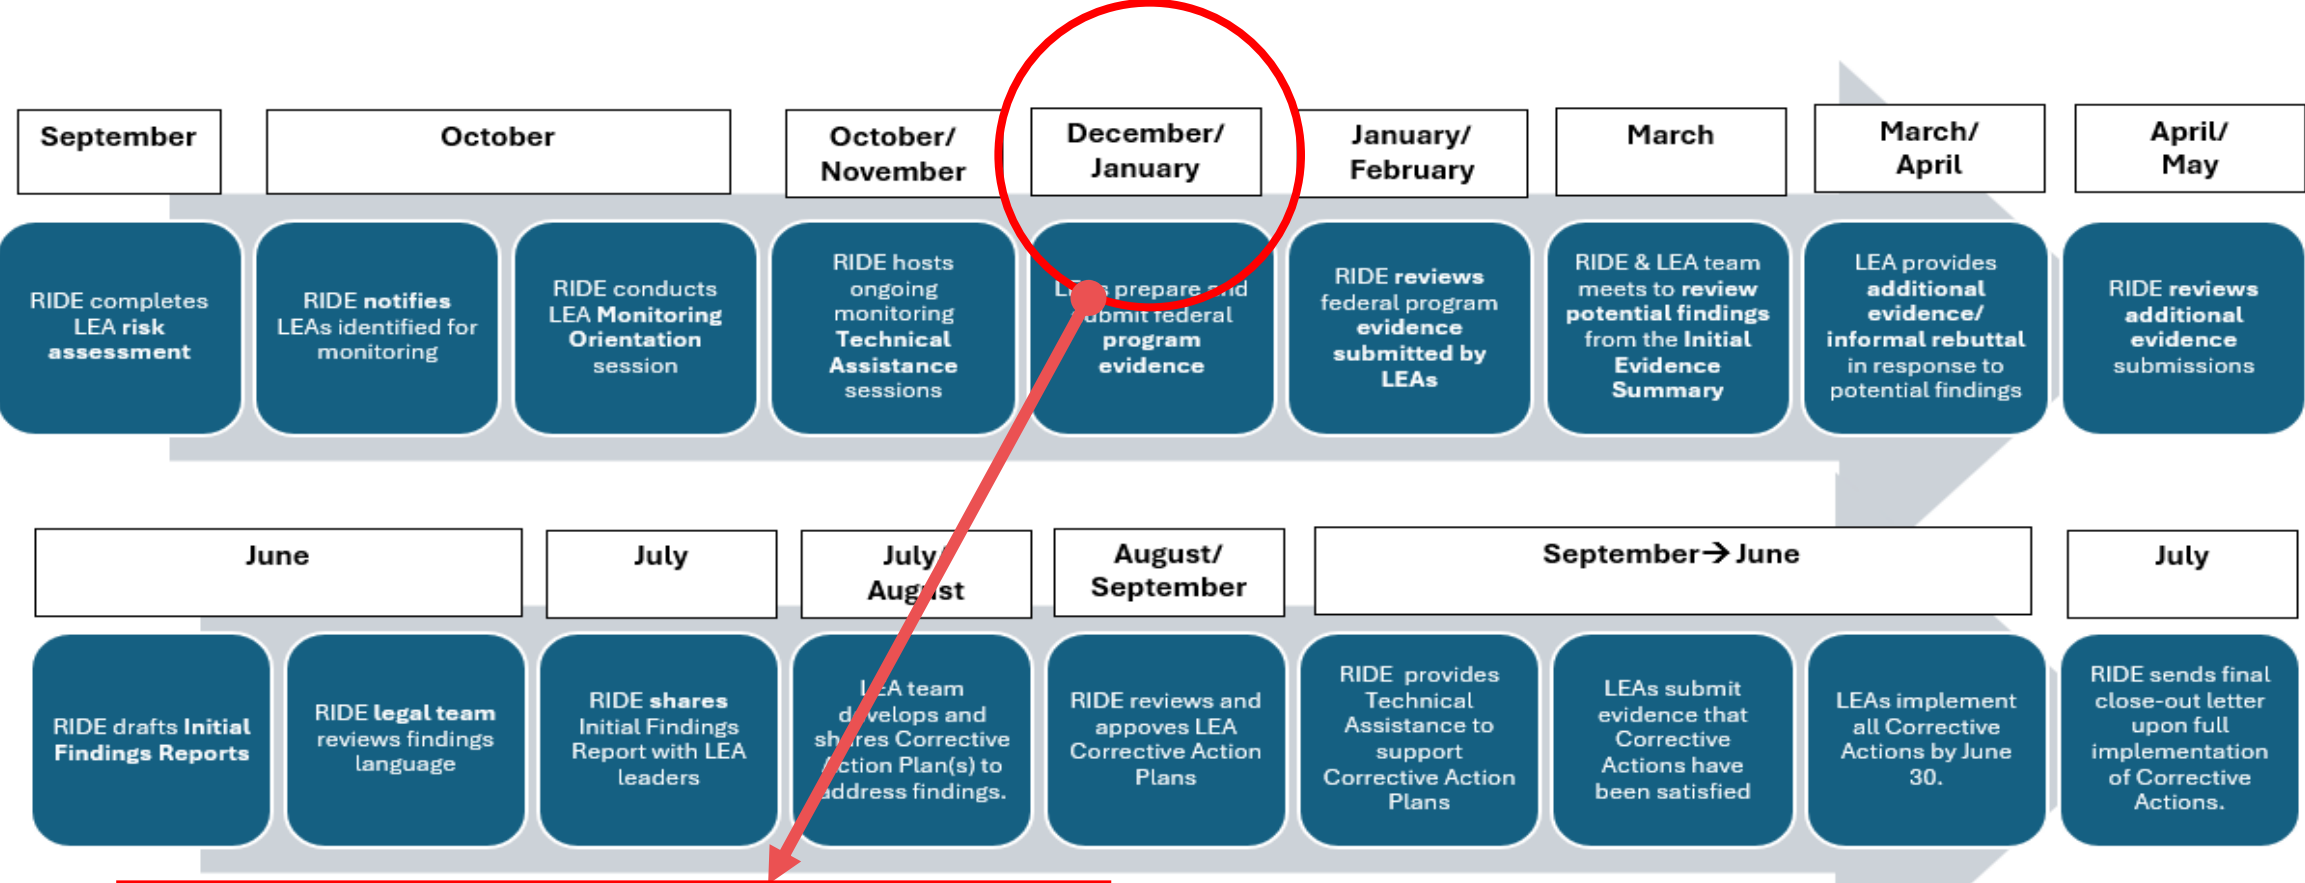 September
October
October/
November
December/
January
January/
February
March
March/
April
April/
May
RIDE completes
LEA risk
assessment
RIDE notifies
LEAs identified for
monitoring
RIDE conducts
LEA Monitoring
Orientation
session
RIDE hosts
ongoing
monitoring
Technical
Assistance
sessions
LEAs prepare and
submit federal
program
evidence
RIDE reviews
federal program
evidence
submitted by
LEAs
RIDE & LEA team
meets to review
potential findings
from the Initial
Evidence
Summary
LEA provides
additional
evidence/
informal rebuttal
in response to
potential findings
RIDE reviews
additional
evidence
submissions
June
July
July/
August
August/
September
September→June
July
RIDE drafts Initial
Findings Reports
RIDE legal team
reviews findings
language
RIDE shares
Initial Findings
Report with LEA
leaders
LEA team
develops and
shares Corrective
Action Plan(s) to
address findings.
RIDE reviews and
appoves LEA
Corrective Action
Plans
RIDE provides
Technical
Assistance to
support
Corrective Action
Plans
LEAs submit
evidence that
Corrective
Actions have
been satisfied
LEAs implement
all Corrective
Actions by June
30.
RIDE sends final
close-out letter
upon full
implementation
of Corrective
Actions.